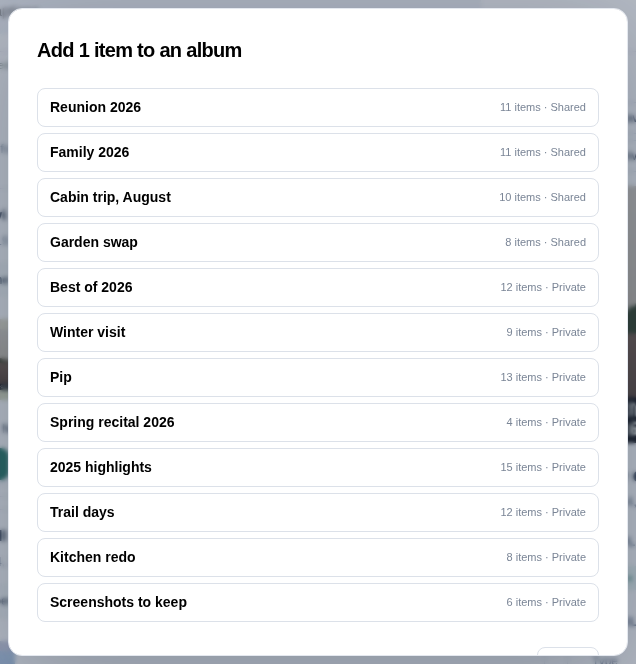 Add 1 item to an album
Reunion 2026 11 items · Shared
Family 2026 11 items · Shared
Cabin trip, August 10 items · Shared
Garden swap 8 items · Shared
Best of 2026 12 items · Private
Winter visit 9 items · Private
Pip 13 items · Private
Spring recital 2026 4 items · Private
2025 highlights 15 items · Private
Trail days 12 items · Private
Kitchen redo 8 items · Private
Screenshots to keep 6 items · Private